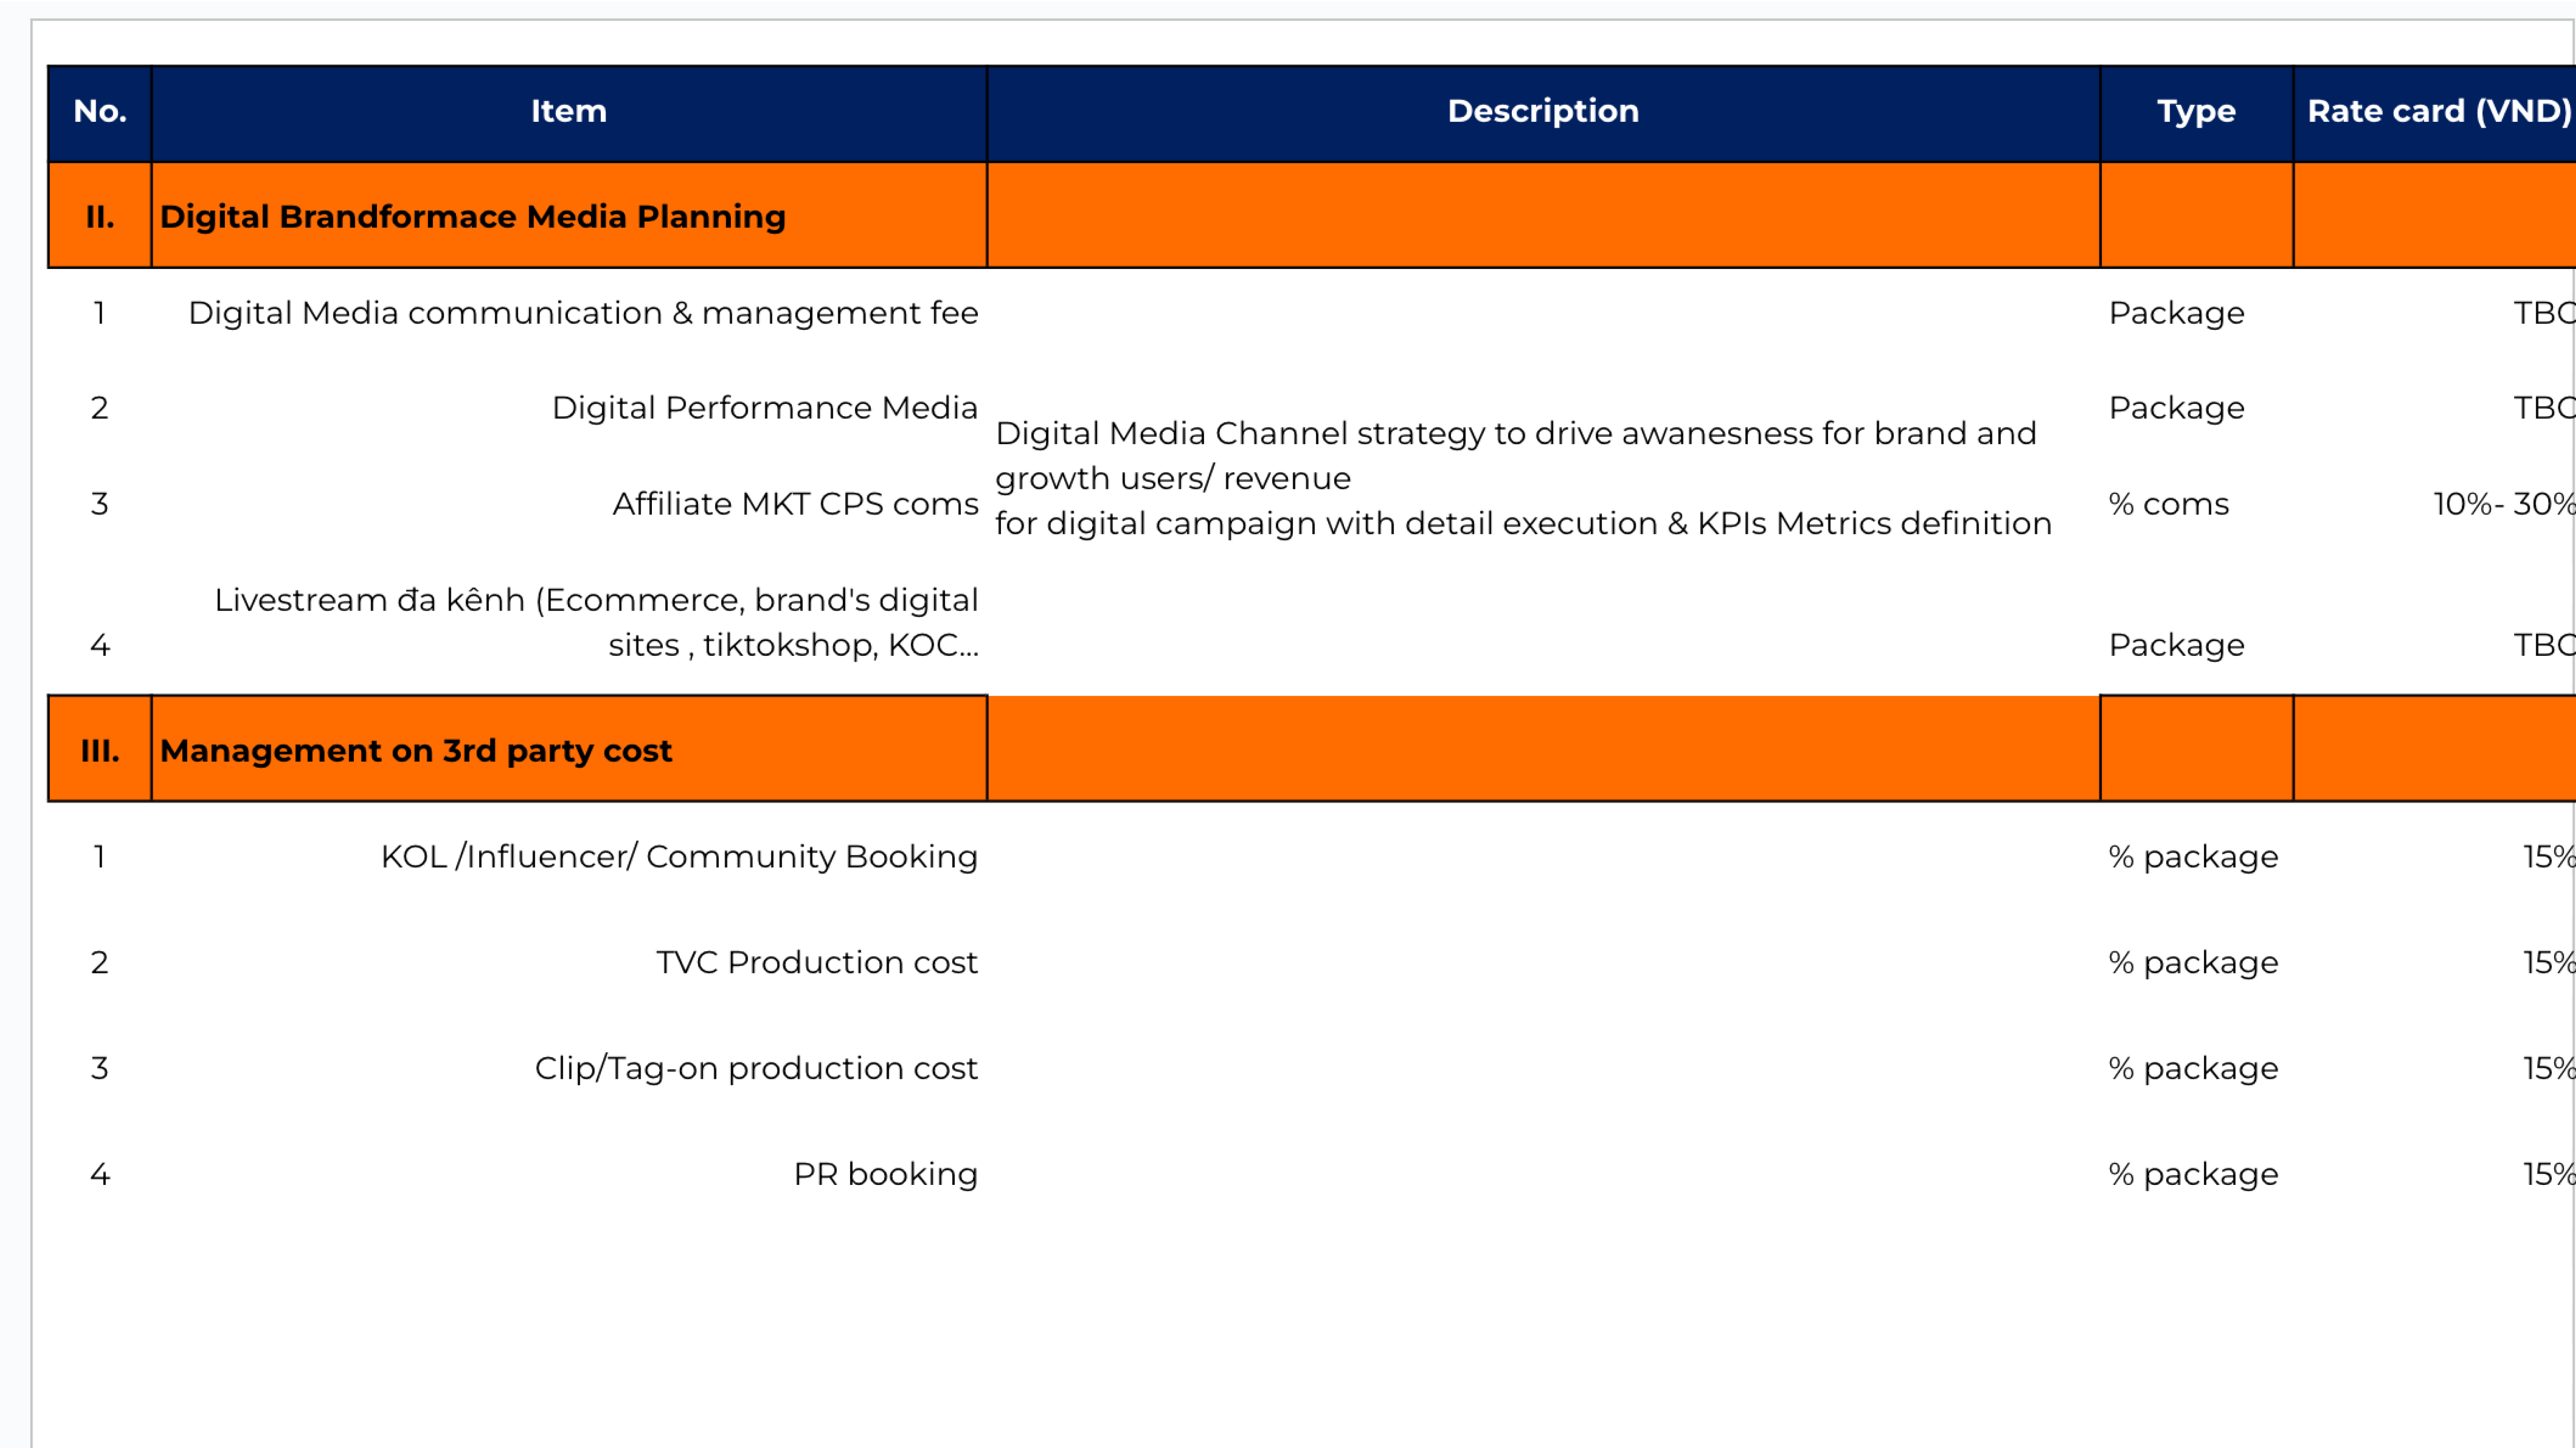 No. Item Description Type Rate card (VND)
II. Digital Brandformace Media Planning
1 Digital Media communication & management fee Package
2 Digital Performance Media Package
Digital Media Channel strategy to drive awanesness for brand and
growth users/ revenue
3 Affiliate MKT CPS coms % coms 10%- 30%
for digital campaign with detail execution & KPIs Metrics definition
Livestream đa kênh (Ecommerce, brand's digital
4 sites , tiktokshop, KOC... Package
III. Management on 3rd party cost
1 KOL /Influencer/ Community Booking % package 15%
2 TVC Production cost % package 15%
3 Clip/Tag-on production cost % package 15%
4 PR booking % package 15%